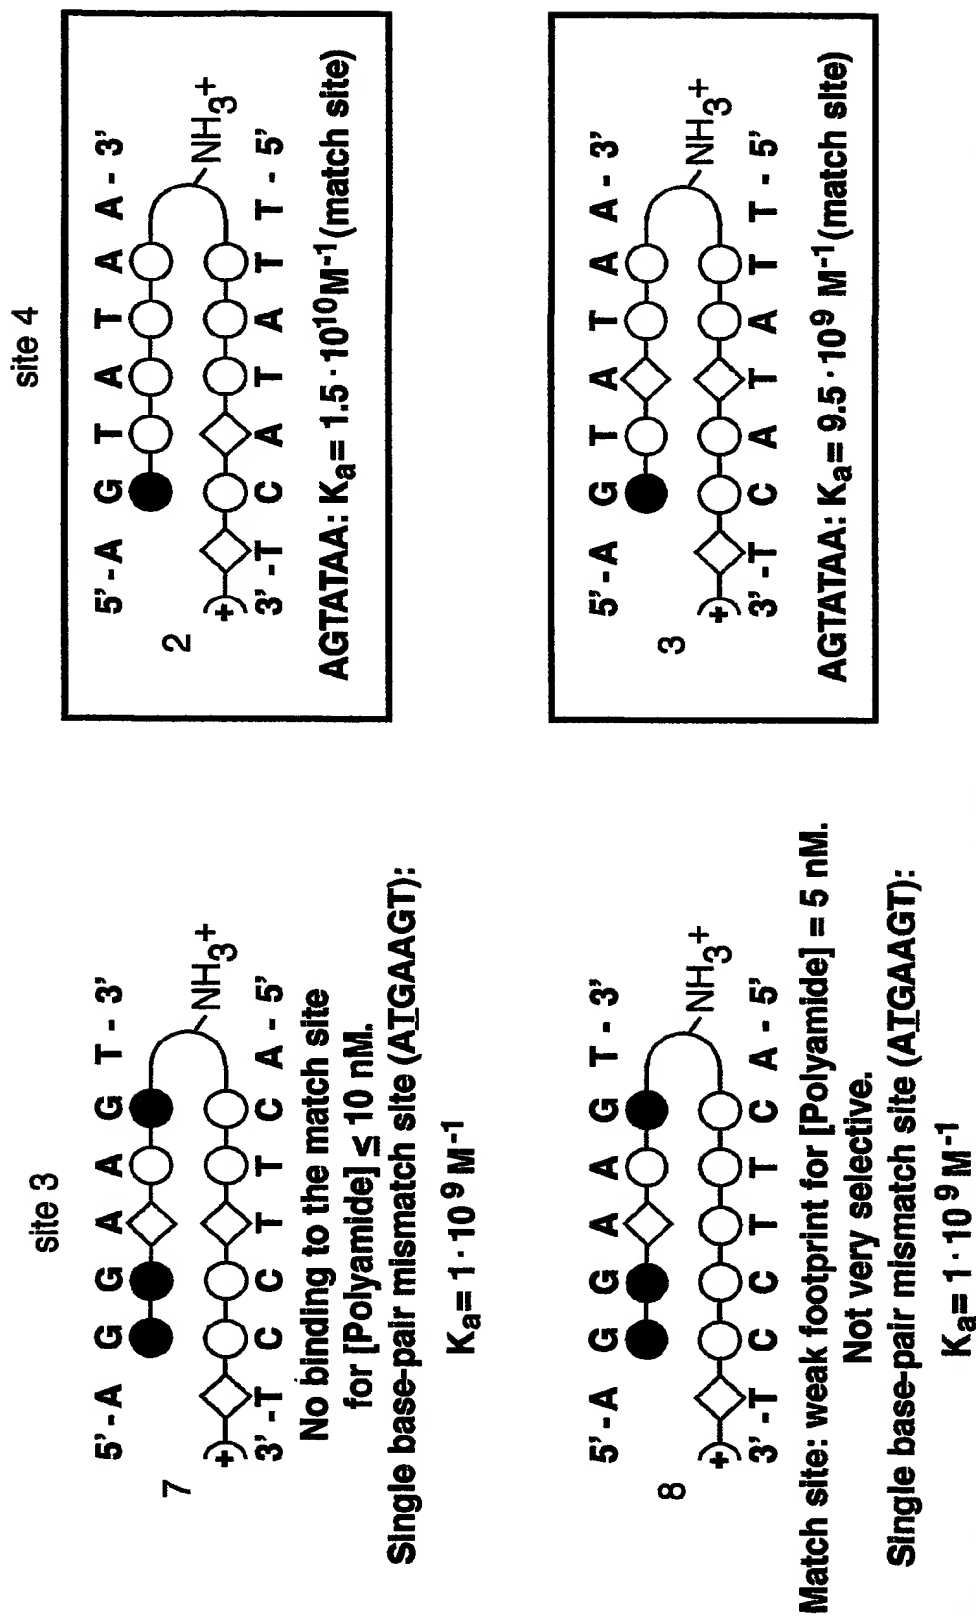 site 3
5'-A G G A A G T - 3'
7
NH3+
(+
3'-T C C T T C A - 5'
No binding to the match site
for [Polyamide] ≤ 10 nM.
Single base-pair mismatch site (ATGAAGT):
Ka= 1 · 10^9 M^-1
5'-A G G A A G T - 3'
8
NH3+
(+
3'-T C C T T C A - 5'
Match site: weak footprint for [Polyamide] = 5 nM.
Not very selective.
Single base-pair mismatch site (ATGAAGT):
Ka= 1 · 10^9 M^-1
site 4
5'-A G T A T A A - 3'
2
NH3+
(+
3'-T C A T A T T - 5'
AGTATAA: Ka= 1.5 · 10^10 M^-1 (match site)
5'-A G T A T A A - 3'
3
NH3+
(+
3'-T C A T A T T - 5'
AGTATAA: Ka= 9.5 · 10^9 M^-1 (match site)